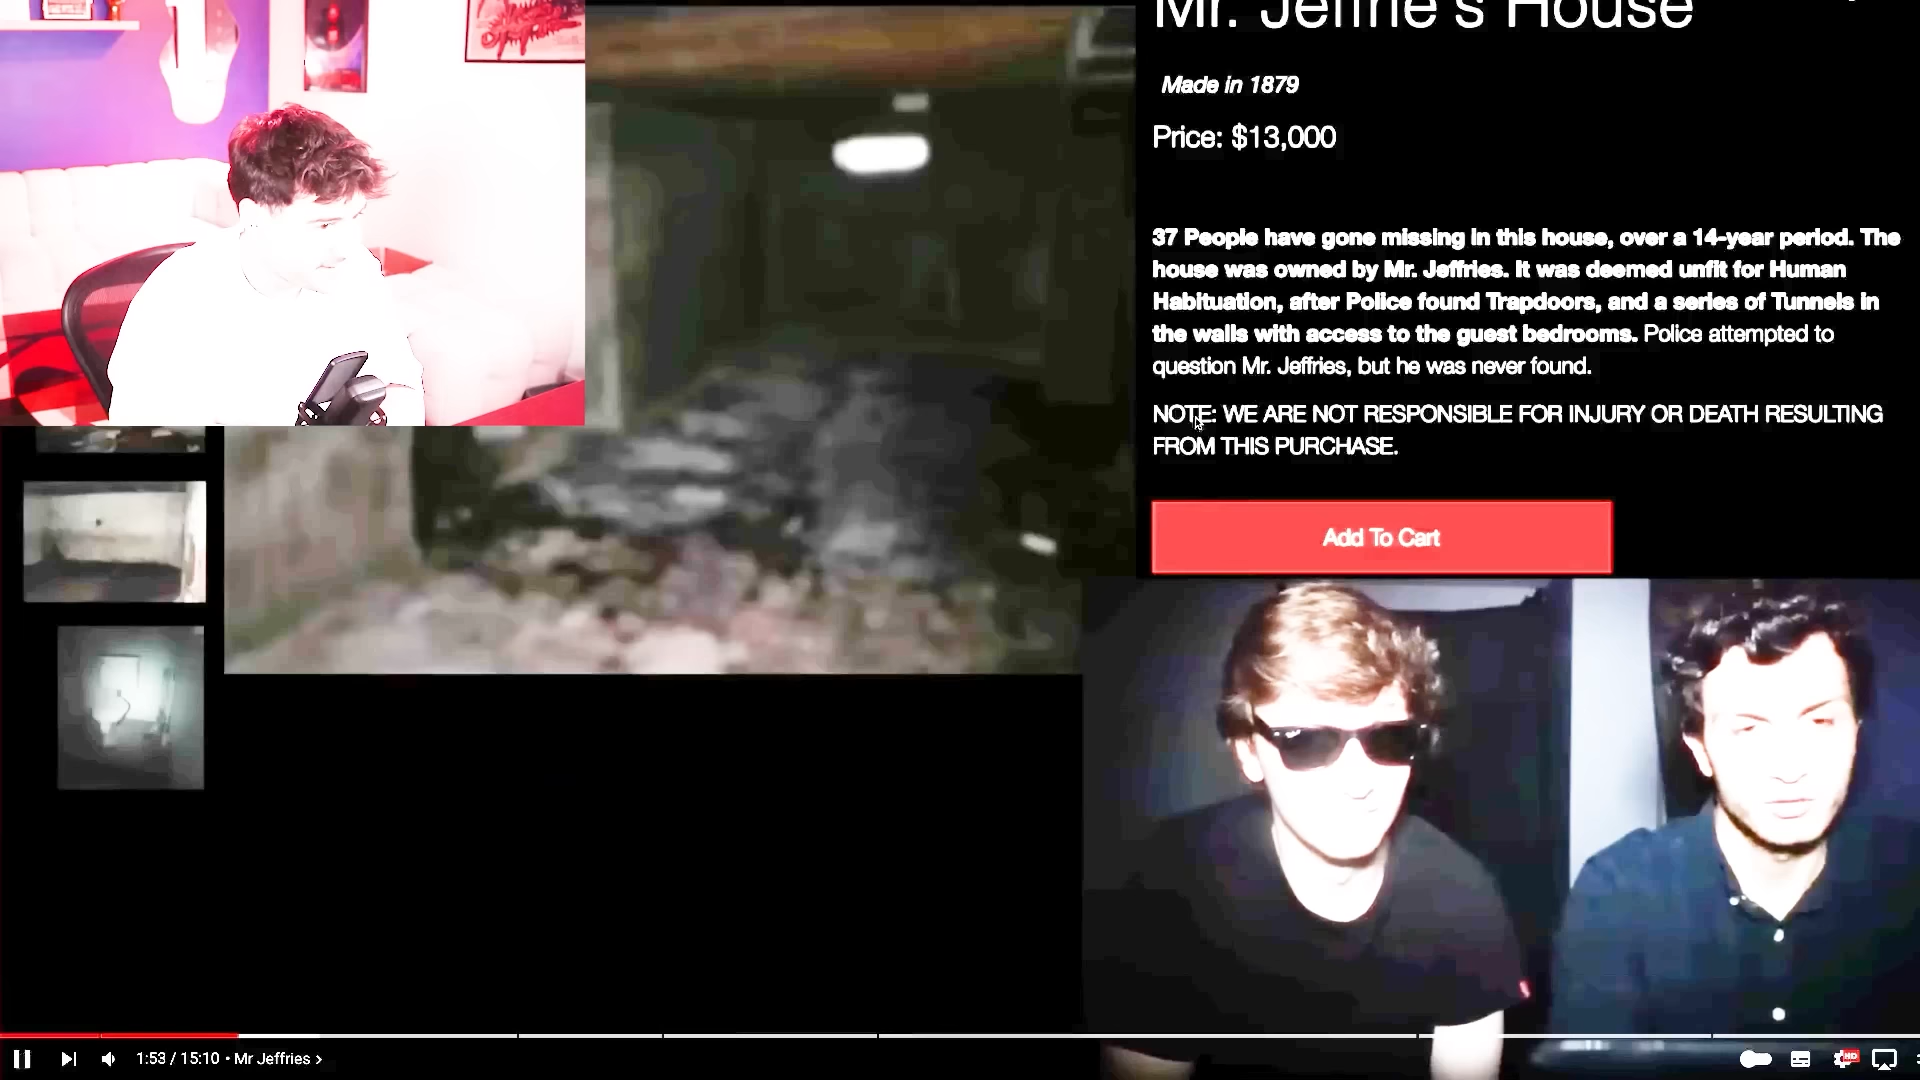 Mr. Jeffrie's House
Made in 1879
Price: $13,000
37 People have gone missing in this house, over a 14-year period. The
house was owned by Mr. Jeffries. It was deemed unfit for Human
Habituation, after Police found Trapdoors, and a series of Tunnels in
the walls with access to the guest bedrooms. Police attempted to
question Mr. Jeffries, but he was never found.
NOTE: WE ARE NOT RESPONSIBLE FOR INJURY OR DEATH RESULTING
FROM THIS PURCHASE.
Add To Cart
1:53 / 15:10 • Mr Jeffries >
HD